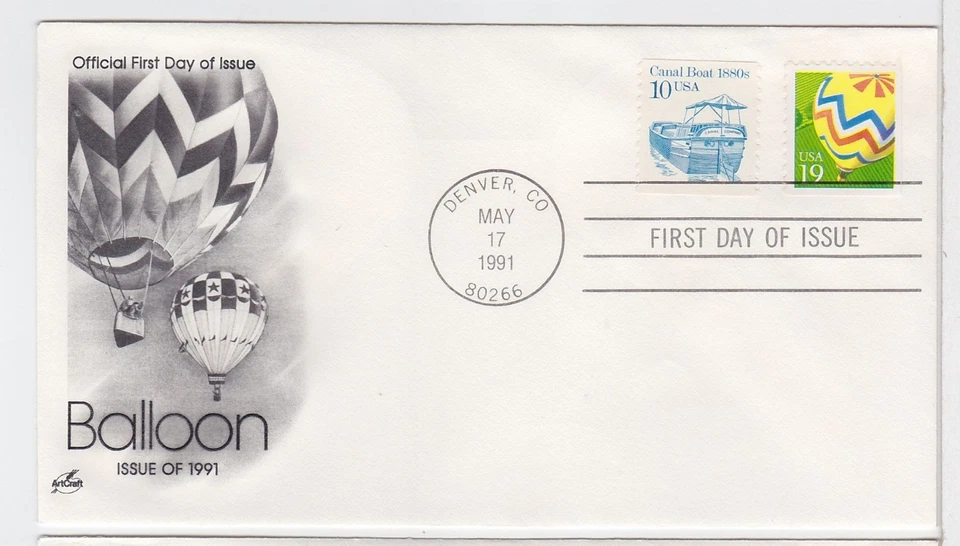 Official First Day of Issue
Canal Boat 1880s
10 USA
USA
19
DENVER, CO
MAY
17
1991
80266
FIRST DAY OF ISSUE
Balloon
ISSUE OF 1991
ArtCraft